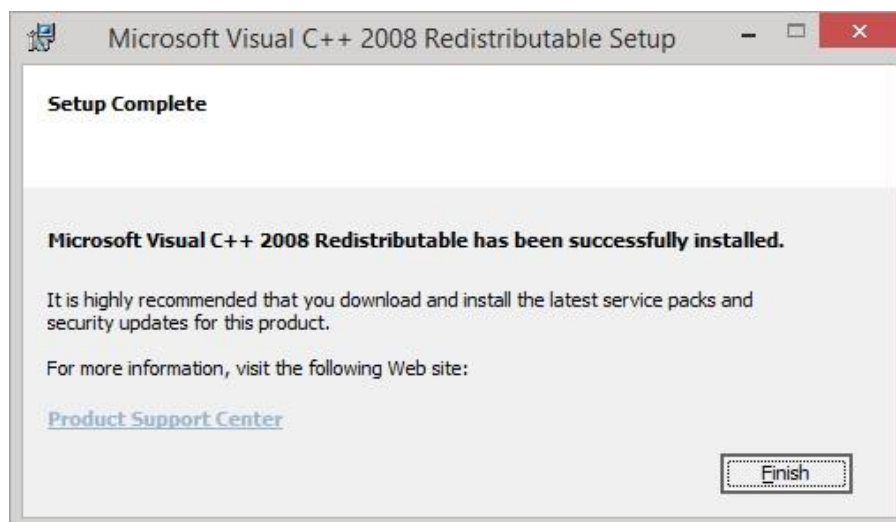 Microsoft Visual C++ 2008 Redistributable Setup
Setup Complete
Microsoft Visual C++ 2008 Redistributable has been successfully installed.
It is highly recommended that you download and install the latest service packs and
security updates for this product.
For more information, visit the following Web site:
Product Support Center
Finish